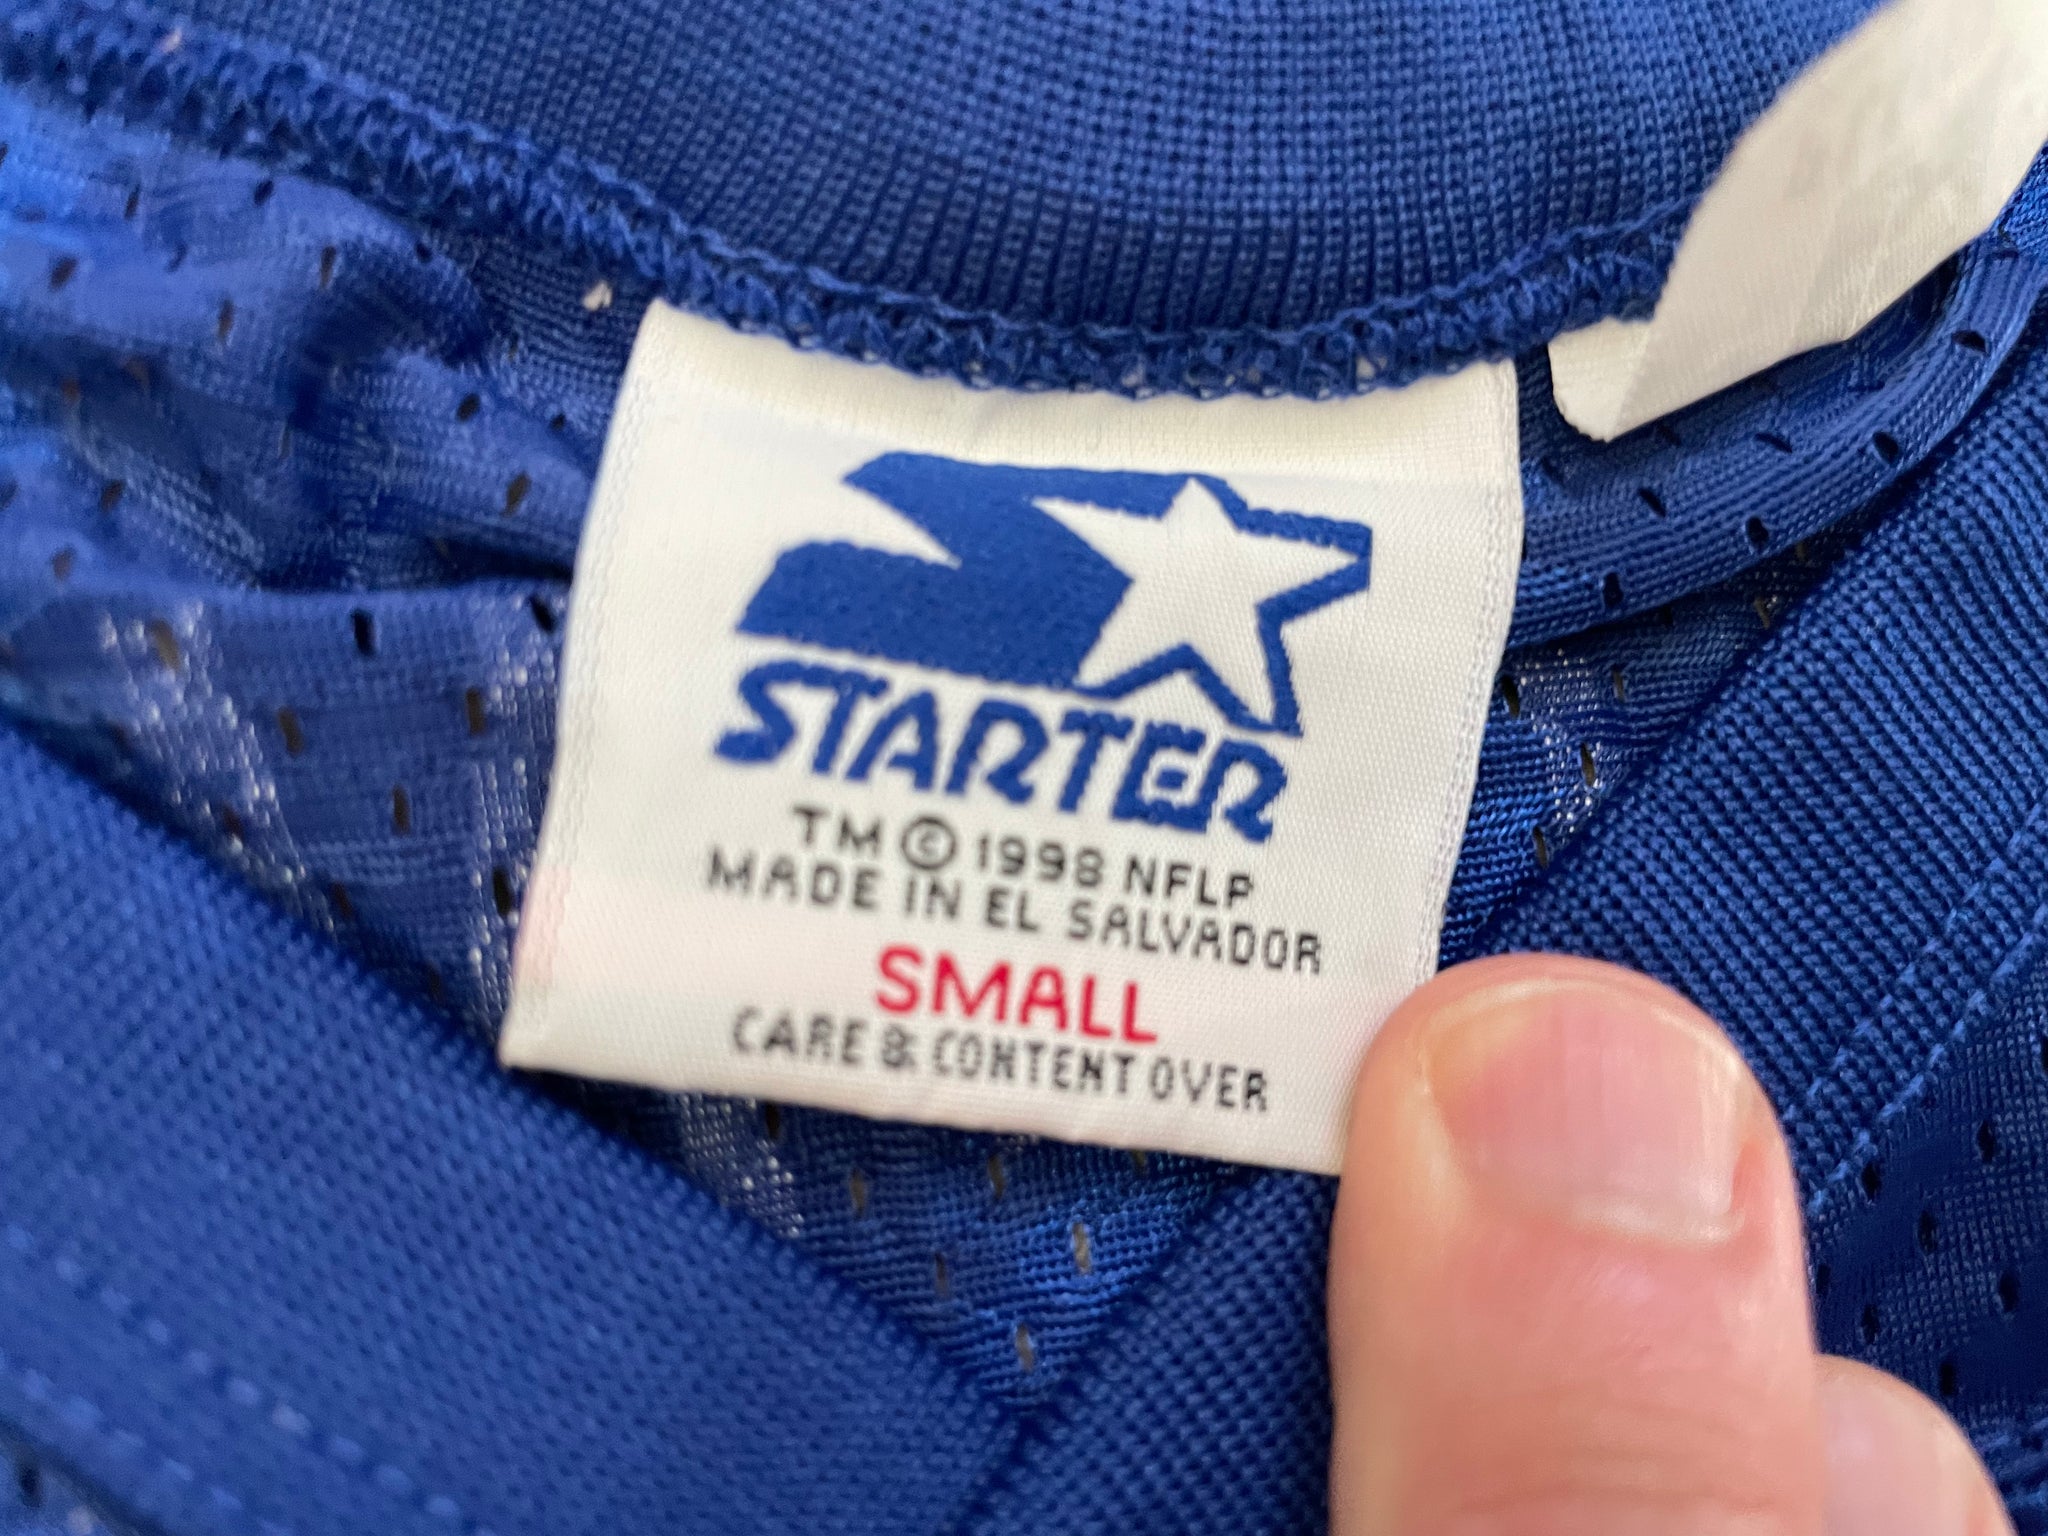 STARTER
TM © 1998 NFLP
MADE IN EL SALVADOR
SMALL
CARE & CONTENT OVER